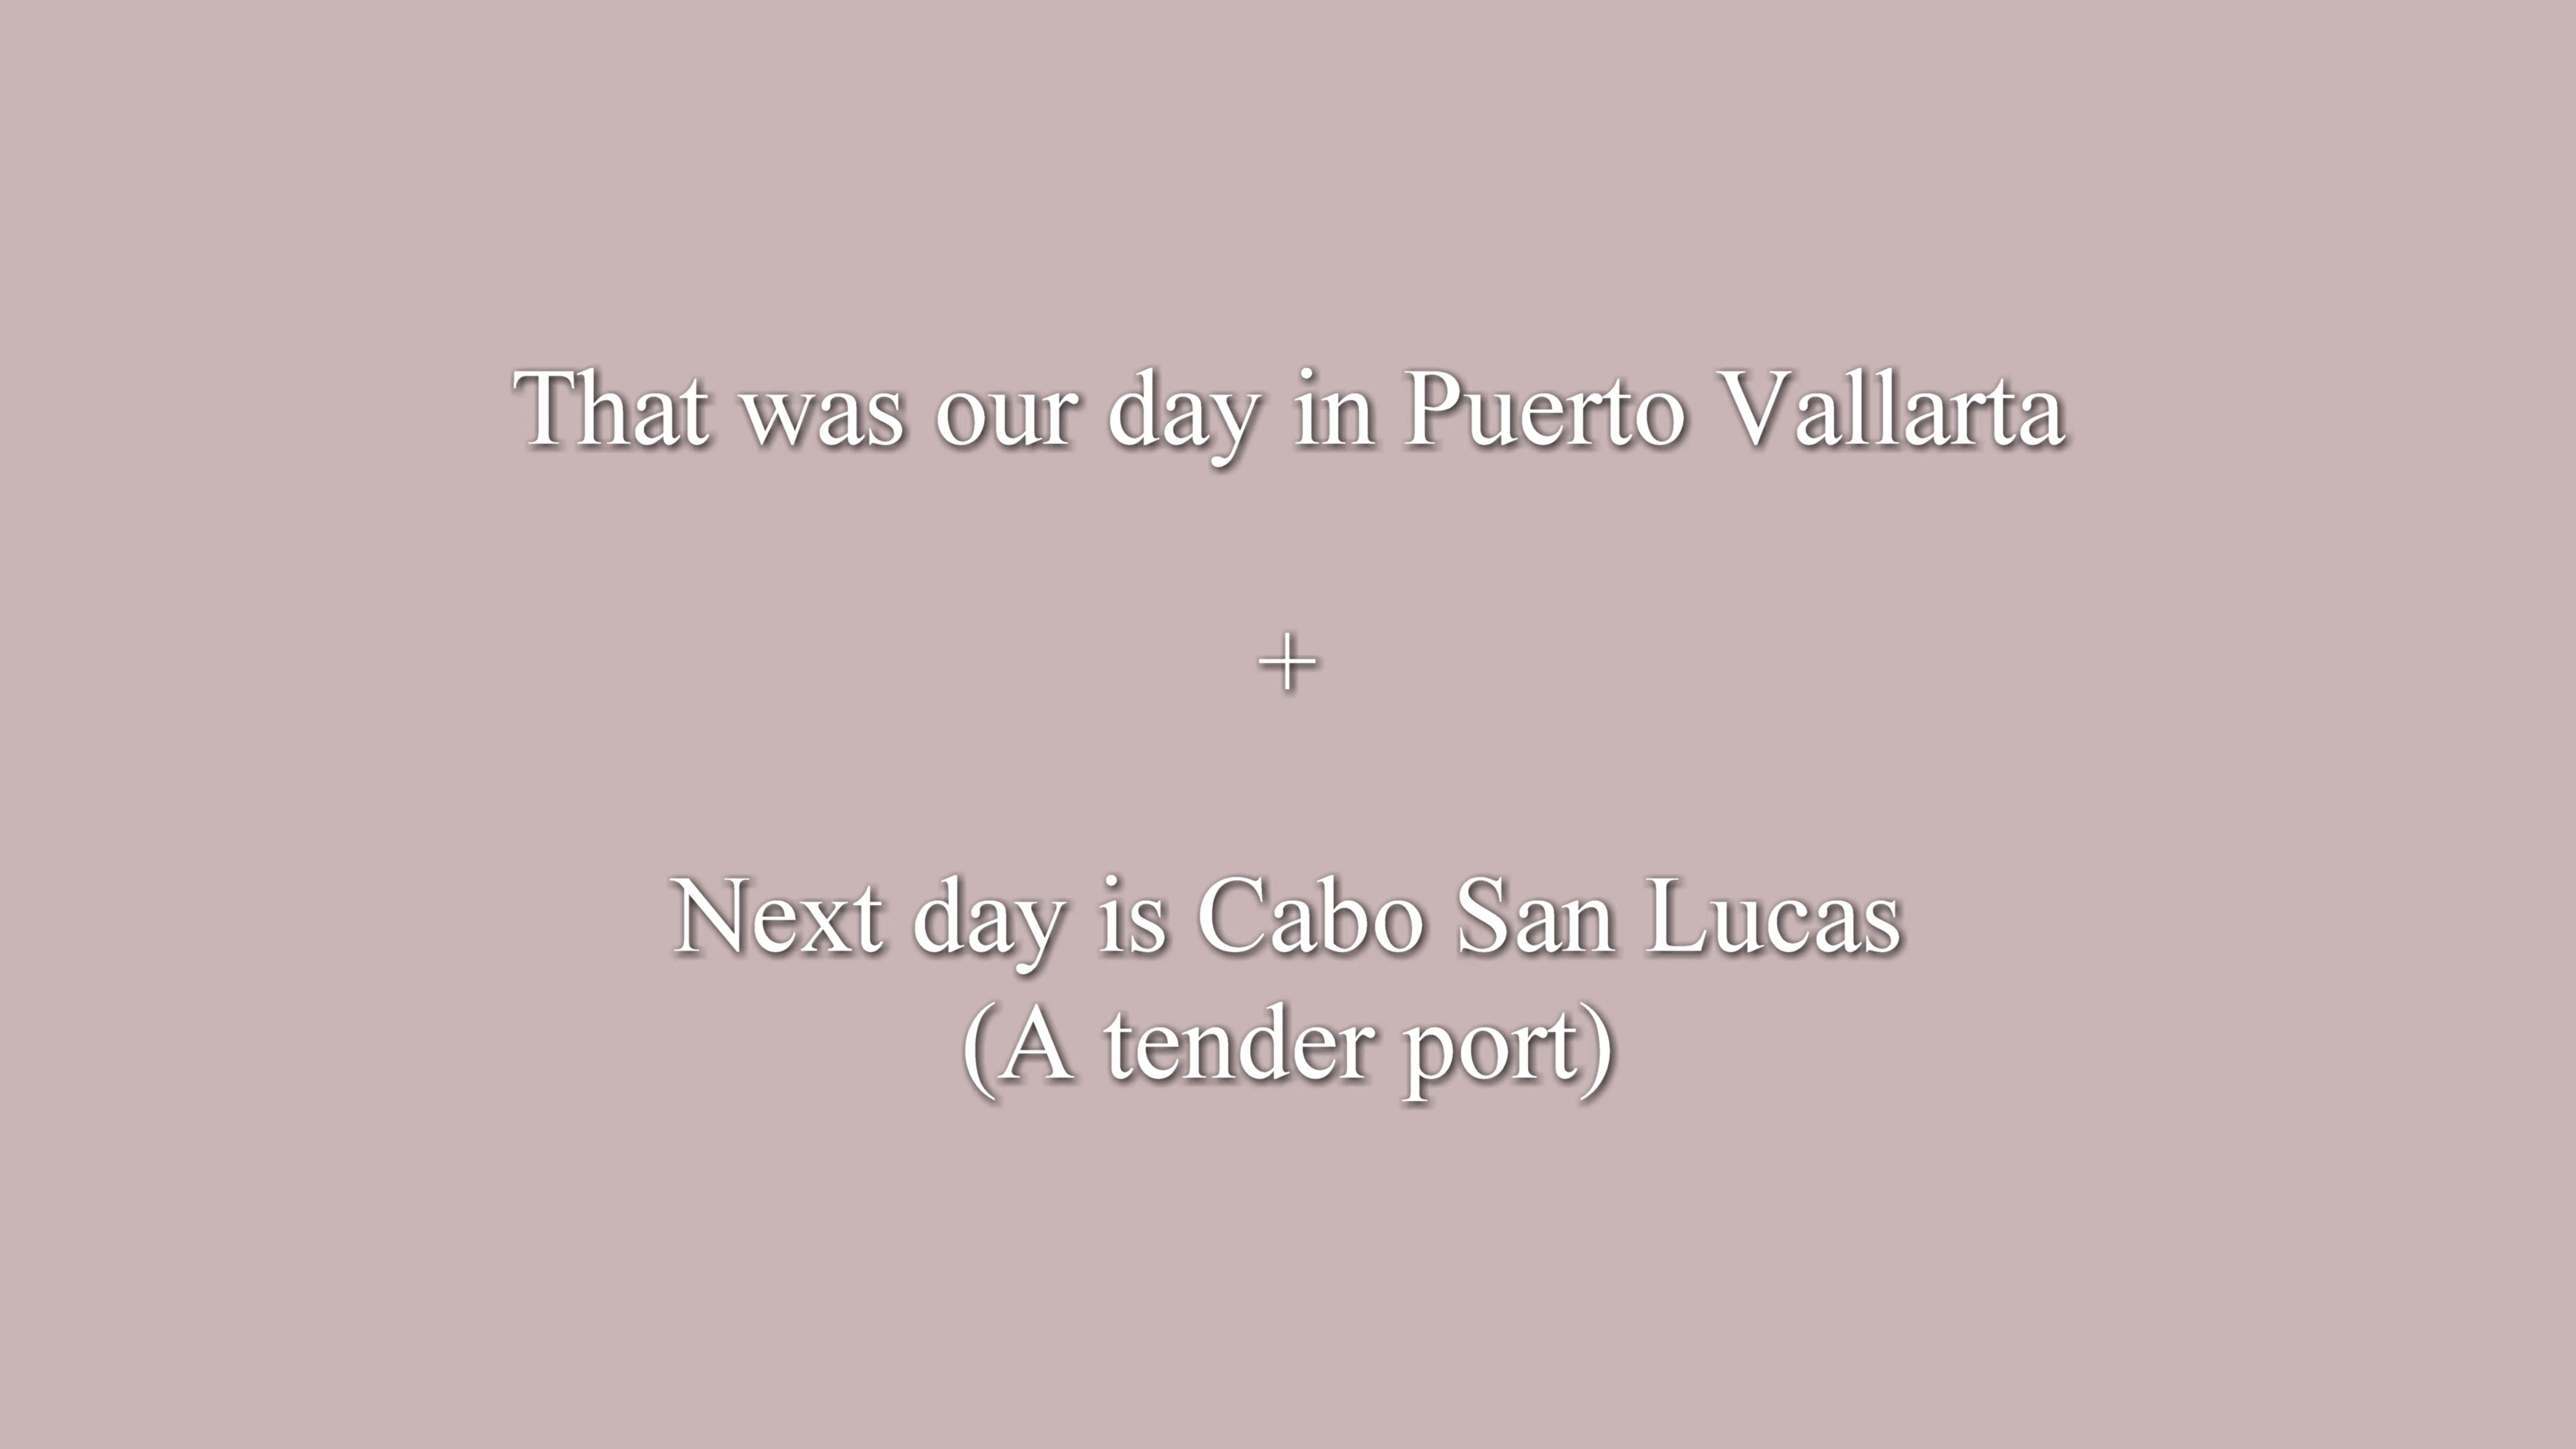 That was our day in Puerto Vallarta
+
Next day is Cabo San Lucas
(A tender port)